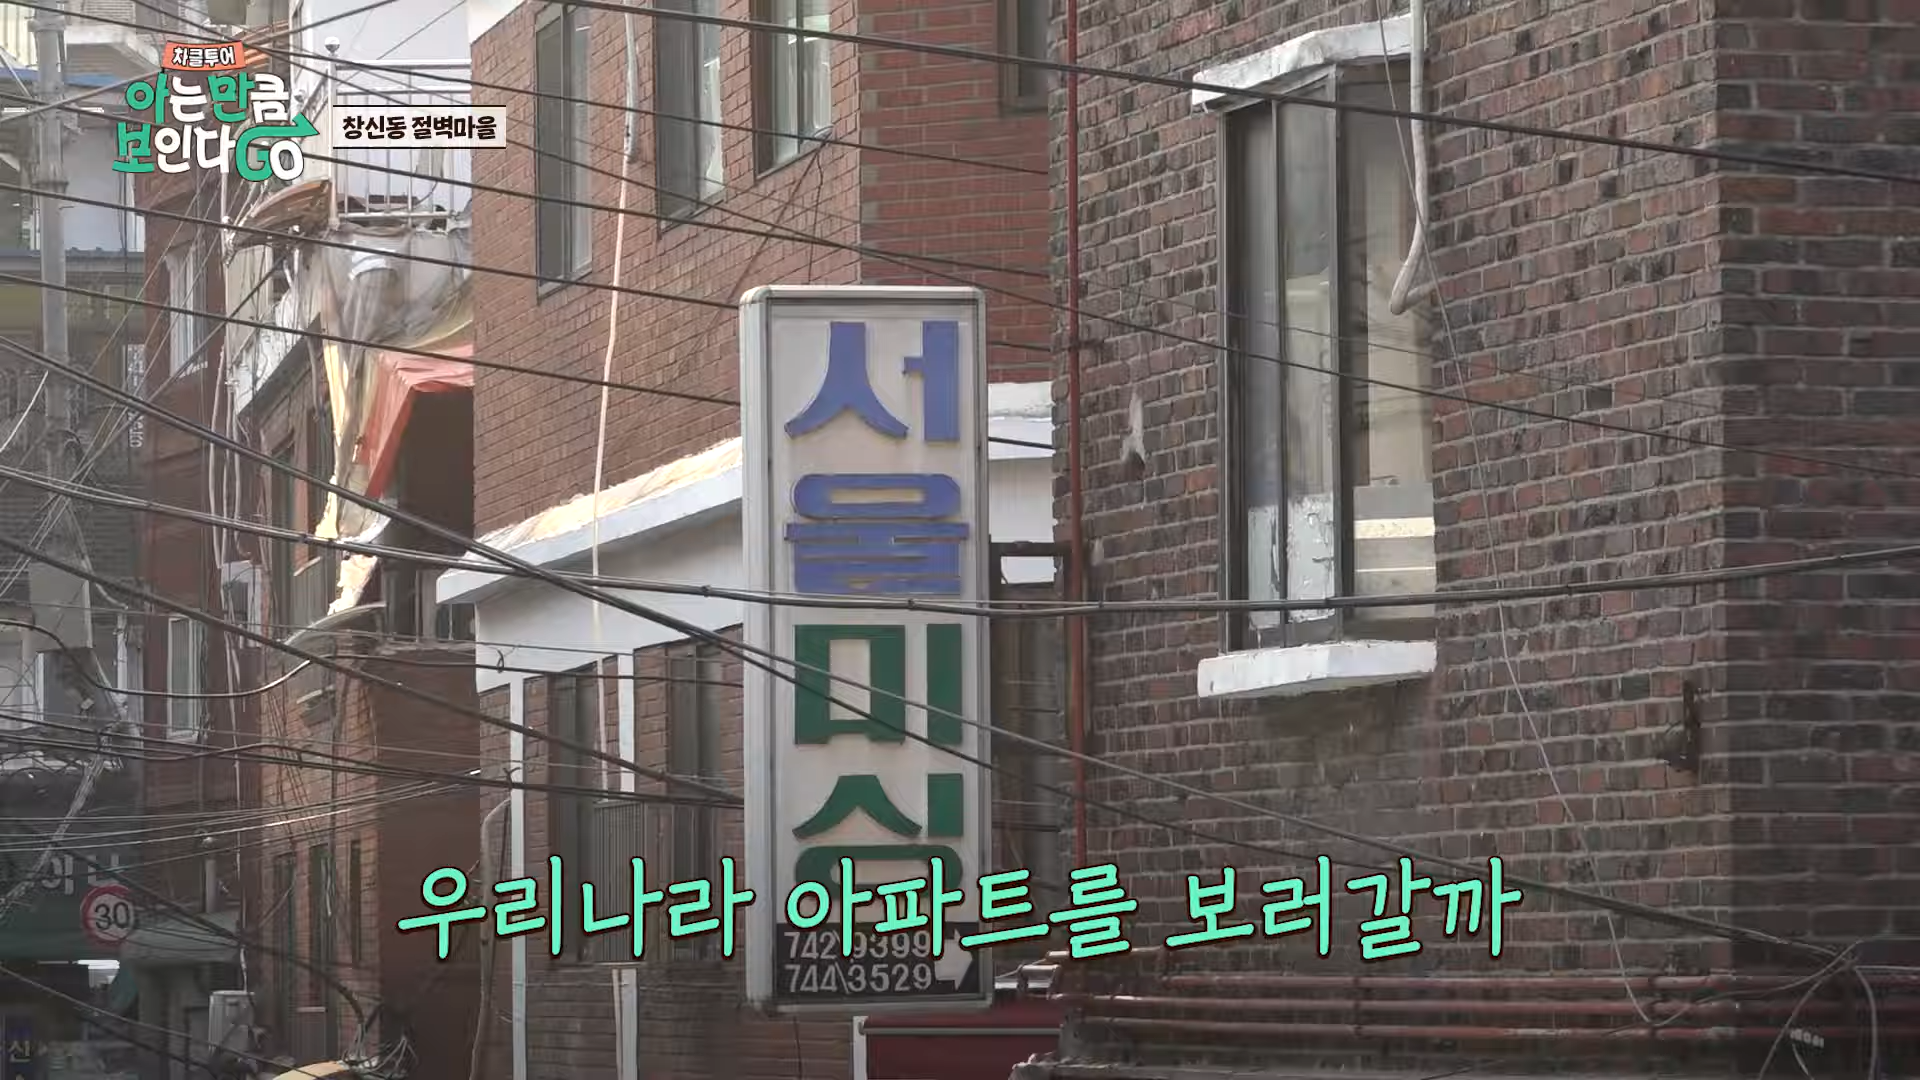 차클투어
아는만큼
보인다GO
창신동 절벽마을
서울미싱
742 9399
744 3529
우리나라 아파트를 보러갈까
30
신